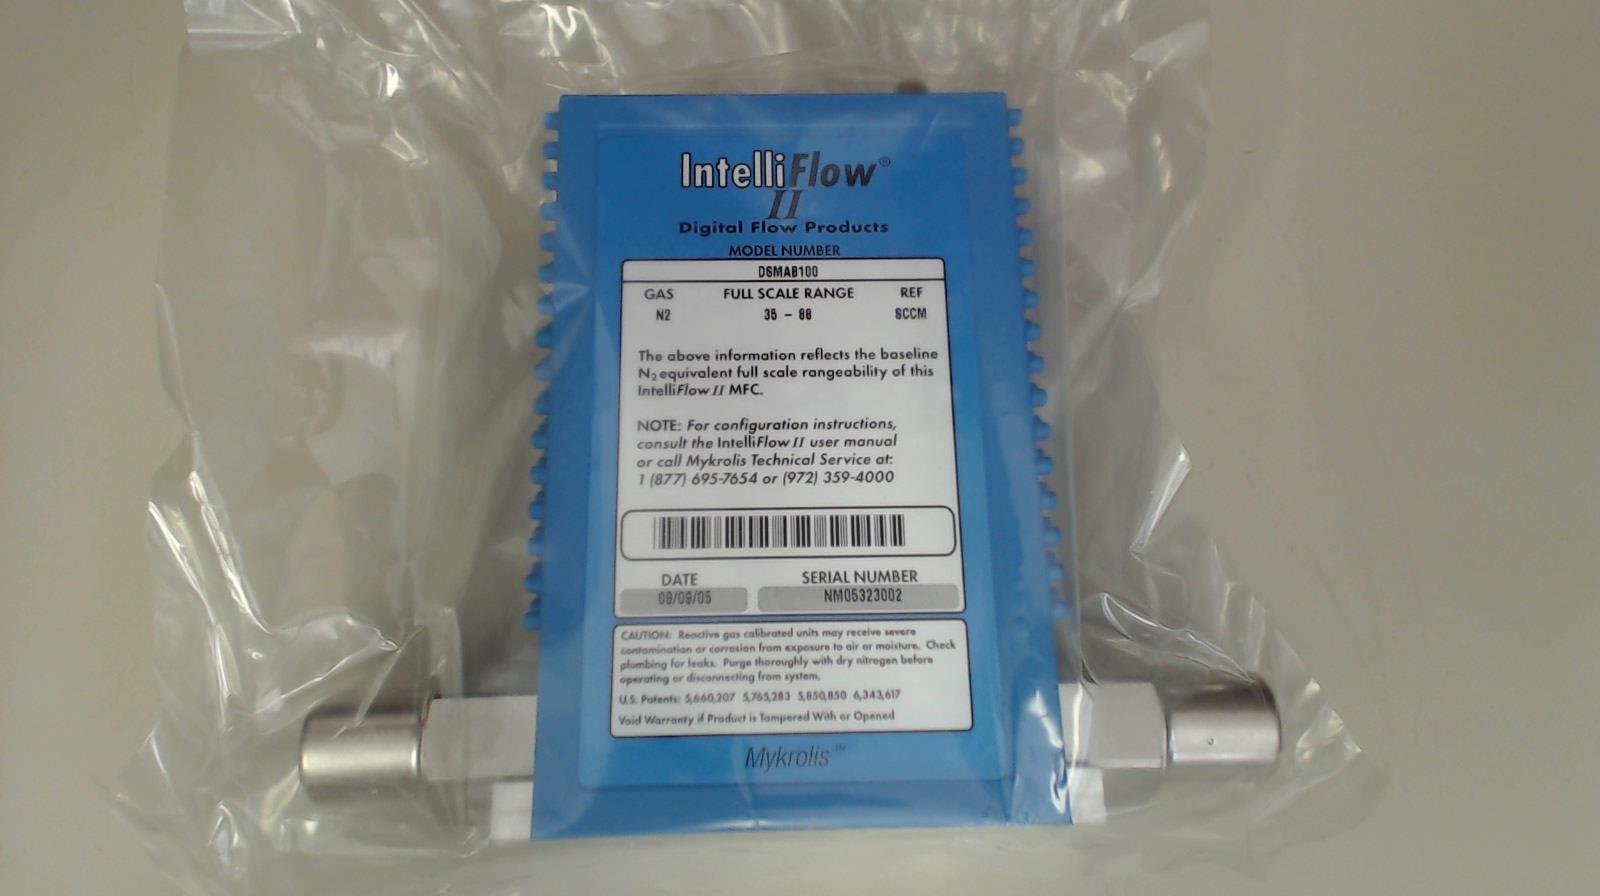 IntelliFlow®
II
Digital Flow Products
MODEL NUMBER
DSMAB100
GAS FULL SCALE RANGE REF
N2 35 - 88 SCCM
The above information reflects the baseline
N2 equivalent full scale rangeability of this
IntelliFlow II MFC.
NOTE: For configuration instructions,
consult the IntelliFlow II user manual
or call Mykrolis Technical Service at:
1 (877) 695-7654 or (972) 359-4000
DATE SERIAL NUMBER
08/09/05 NM05323002
CAUTION: Reactive gas calibrated units may receive severe
contamination or corrosion from exposure to air or moisture. Check
plumbing for leaks. Purge thoroughly with dry nitrogen before
operating or disconnecting from system.
U.S. Patents: 5,660,207 5,765,283 5,850,850 6,343,617
Void Warranty if Product is Tampered With or Opened
Mykrolis™